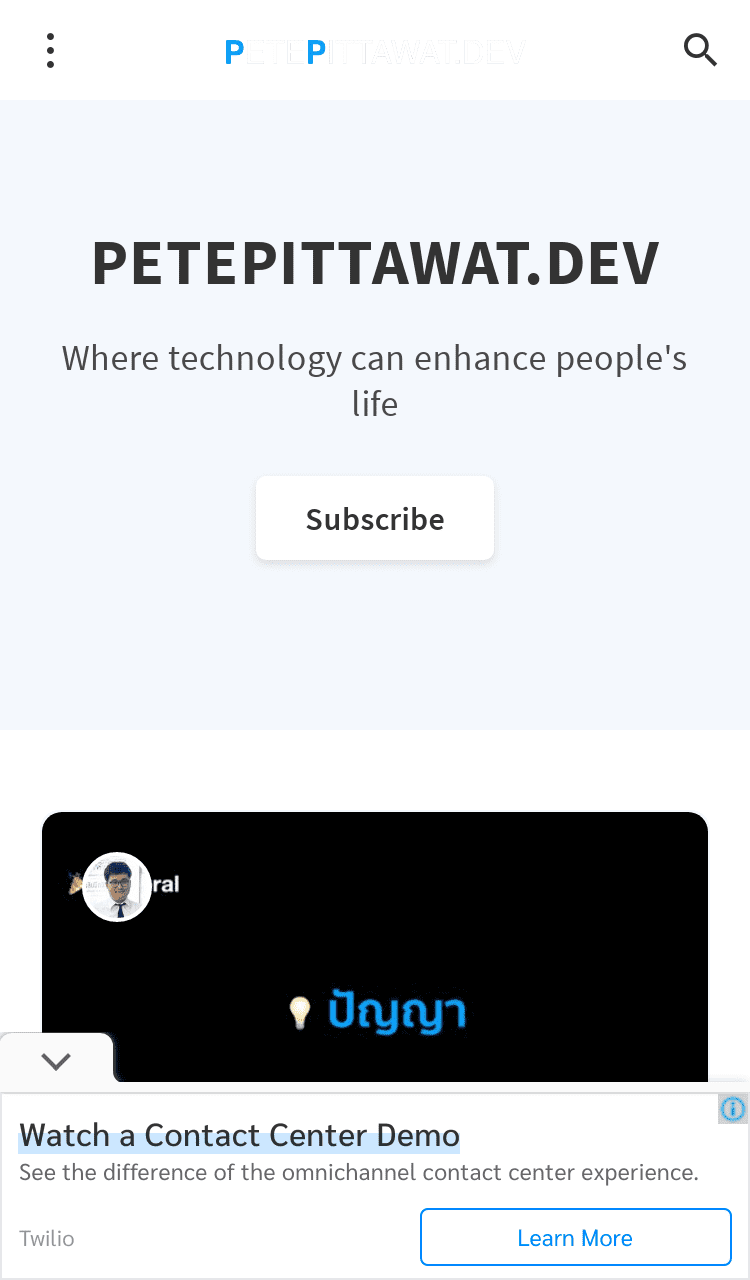 PETEPITTAWAT.DEV
PETEPITTAWAT.DEV
Where technology can enhance people's
life
Subscribe
ral
ปัญญา
Watch a Contact Center Demo
See the difference of the omnichannel contact center experience.
Twilio
Learn More